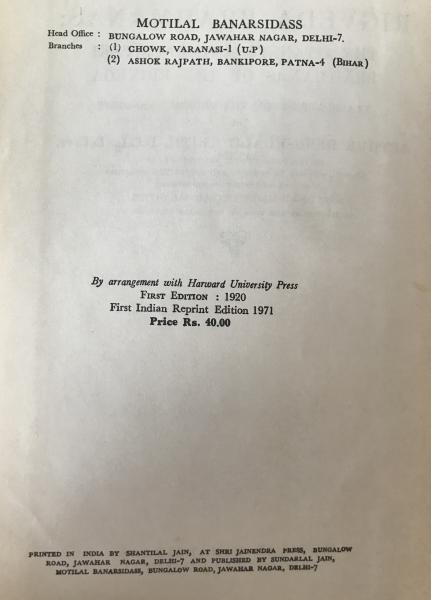 MOTILAL BANARSIDASS
Head Office : BUNGALOW ROAD, JAWAHAR NAGAR, DELHI-7.
Branches : (1) CHOWK, VARANASI-1 (U.P)
(2) ASHOK RAJPATH, BANKIPORE, PATNA-4 (BIHAR)
By arrangement with Harward University Press
FIRST EDITION : 1920
First Indian Reprint Edition 1971
Price Rs. 40.00
PRINTED IN INDIA BY SHANTILAL JAIN, AT SHRI JAINENDRA PRESS, BUNGALOW
ROAD, JAWAHAR NAGAR, DELHI-7 AND PUBLISHED BY SUNDARLAL JAIN,
MOTILAL BANARSIDASS, BUNGALOW ROAD, JAWAHAR NAGAR, DELHI-7